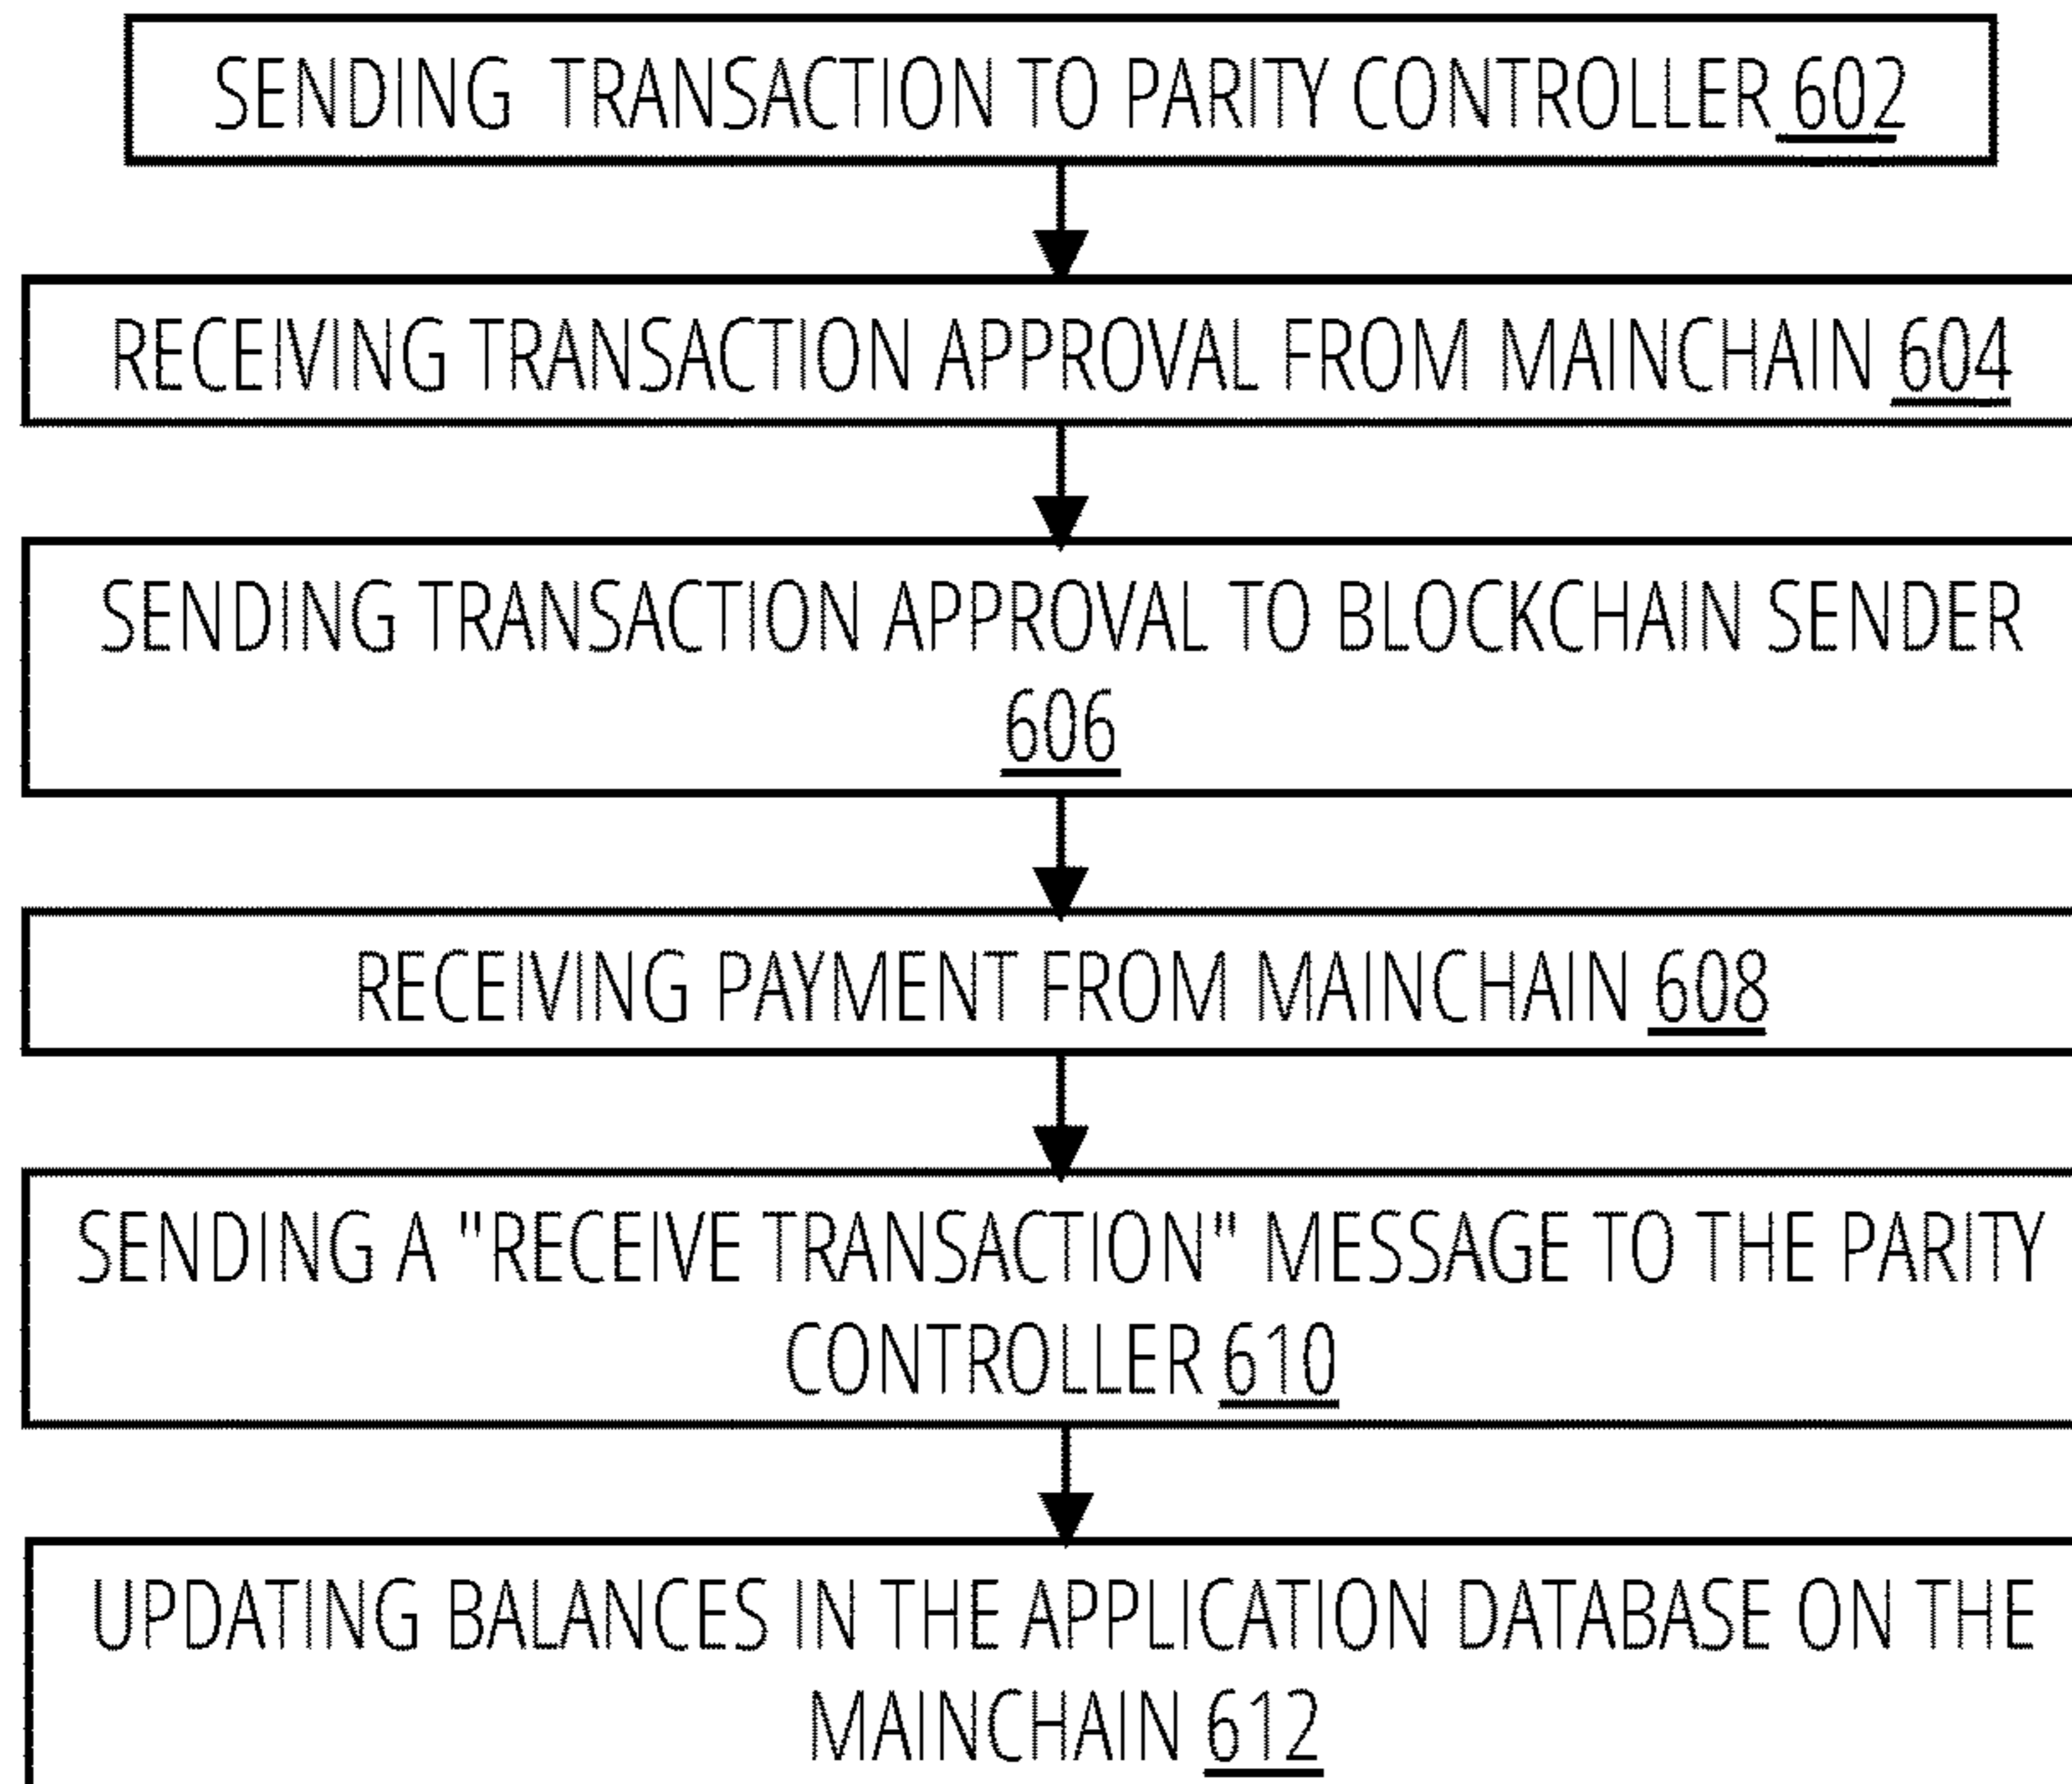 SENDING TRANSACTION TO PARITY CONTROLLER 602
RECEIVING TRANSACTION APPROVAL FROM MAINCHAIN 604
SENDING TRANSACTION APPROVAL TO BLOCKCHAIN SENDER
606
RECEIVING PAYMENT FROM MAINCHAIN 608
SENDING A "RECEIVE TRANSACTION" MESSAGE TO THE PARITY
CONTROLLER 610
UPDATING BALANCES IN THE APPLICATION DATABASE ON THE
MAINCHAIN 612